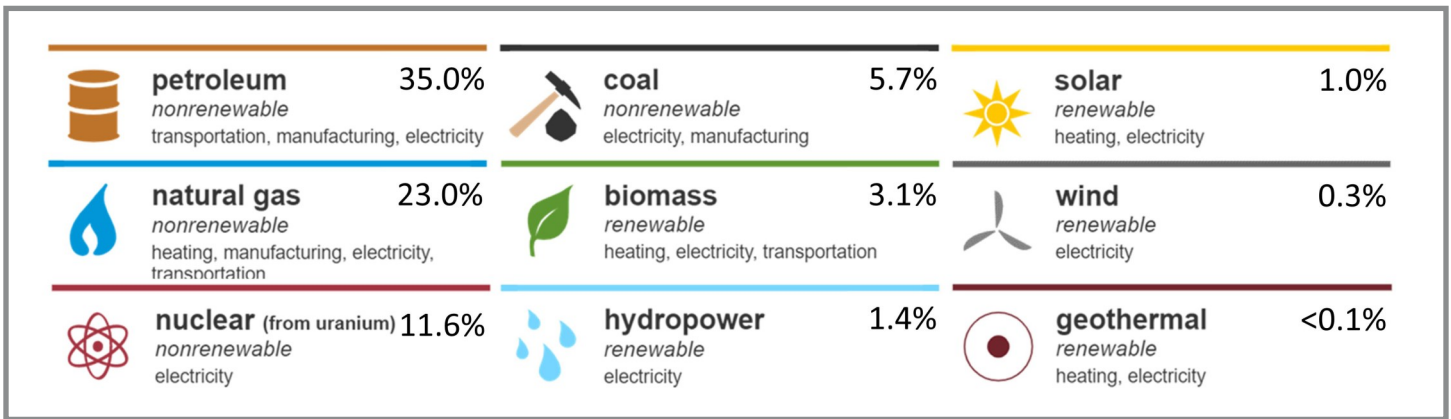 petroleum 35.0%
nonrenewable
transportation, manufacturing, electricity
coal 5.7%
nonrenewable
electricity, manufacturing
solar 1.0%
renewable
heating, electricity
natural gas 23.0%
nonrenewable
heating, manufacturing, electricity,
transportation
biomass 3.1%
renewable
heating, electricity, transportation
wind 0.3%
renewable
electricity
nuclear (from uranium) 11.6%
nonrenewable
electricity
hydropower 1.4%
renewable
electricity
geothermal <0.1%
renewable
heating, electricity